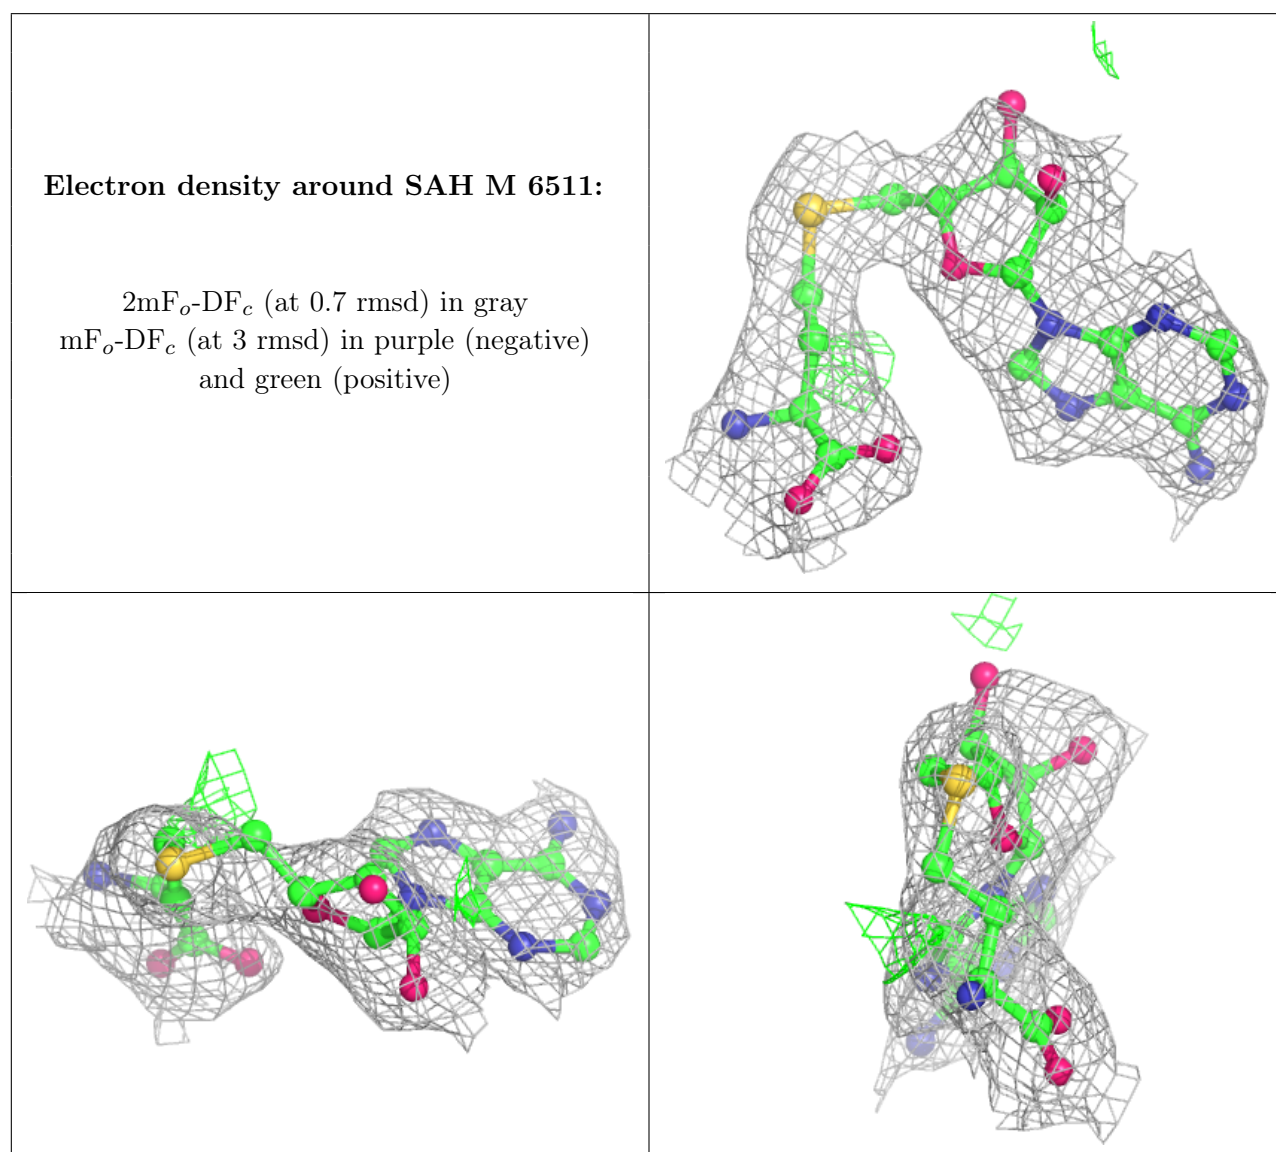 Electron density around SAH M 6511:
2mFo-DFc (at 0.7 rmsd) in gray
mFo-DFc (at 3 rmsd) in purple (negative)
and green (positive)